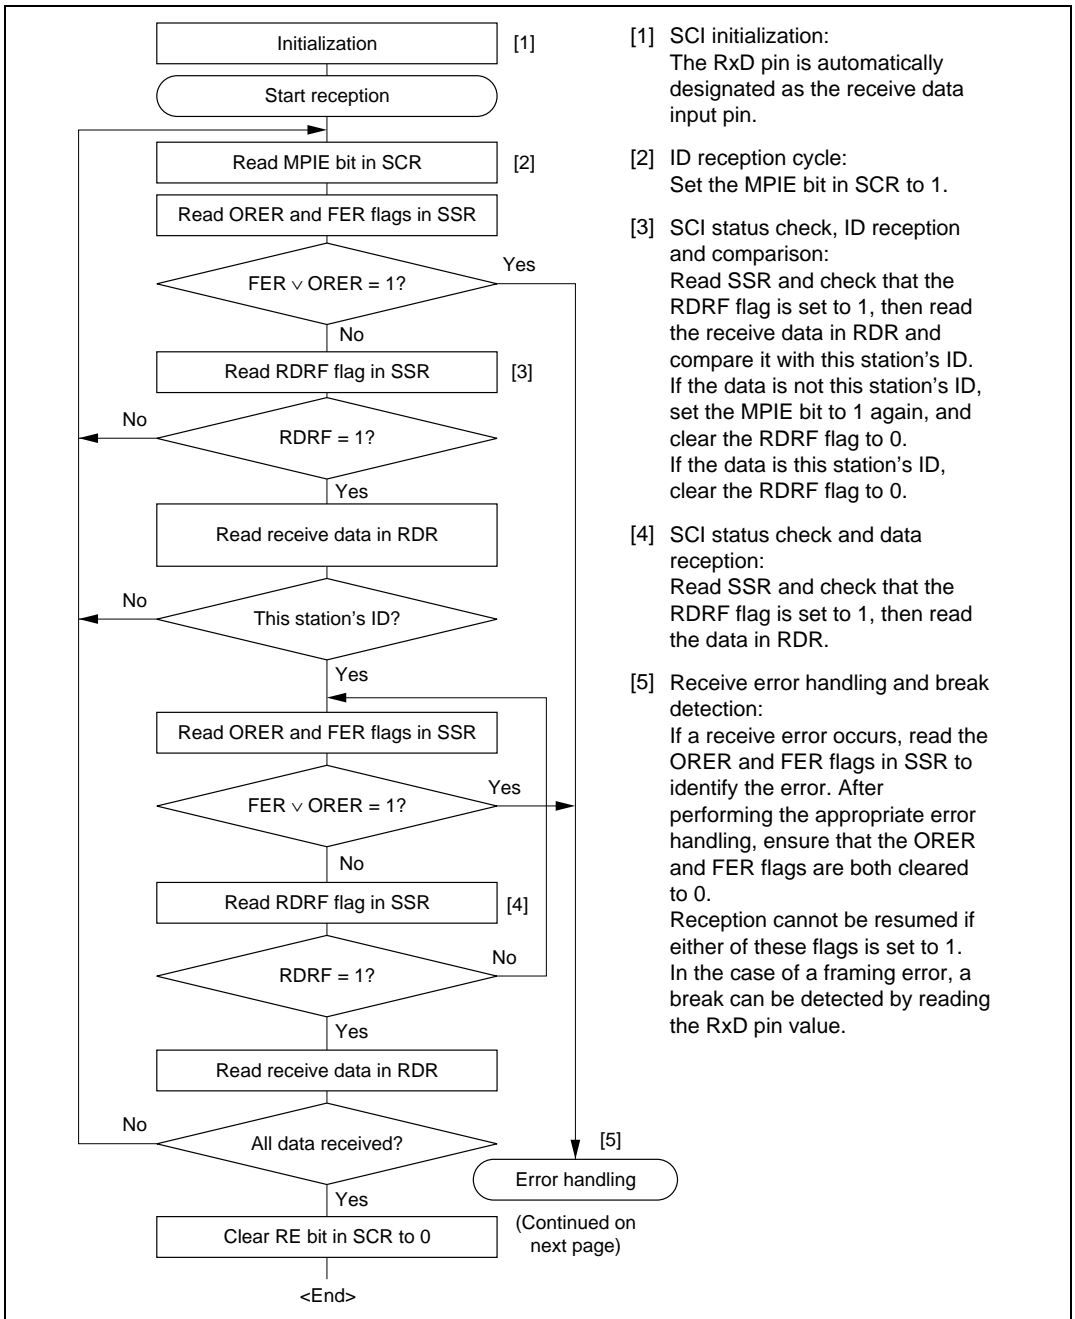 Initialization
[1]
Start reception
Read MPIE bit in SCR
[2]
Read ORER and FER flags in SSR
FER ∨ ORER = 1?
Yes
No
Read RDRF flag in SSR
[3]
No
RDRF = 1?
Yes
Read receive data in RDR
No
This station's ID?
Yes
Read ORER and FER flags in SSR
FER ∨ ORER = 1?
Yes
No
Read RDRF flag in SSR
[4]
RDRF = 1?
No
Yes
Read receive data in RDR
No
All data received?
Yes
Clear RE bit in SCR to 0
<End>
[5]
Error handling
(Continued on
next page)
[1] SCI initialization:
The RxD pin is automatically
designated as the receive data
input pin.
[2] ID reception cycle:
Set the MPIE bit in SCR to 1.
[3] SCI status check, ID reception
and comparison:
Read SSR and check that the
RDRF flag is set to 1, then read
the receive data in RDR and
compare it with this station's ID.
If the data is not this station's ID,
set the MPIE bit to 1 again, and
clear the RDRF flag to 0.
If the data is this station's ID,
clear the RDRF flag to 0.
[4] SCI status check and data
reception:
Read SSR and check that the
RDRF flag is set to 1, then read
the data in RDR.
[5] Receive error handling and break
detection:
If a receive error occurs, read the
ORER and FER flags in SSR to
identify the error. After
performing the appropriate error
handling, ensure that the ORER
and FER flags are both cleared
to 0.
Reception cannot be resumed if
either of these flags is set to 1.
In the case of a framing error, a
break can be detected by reading
the RxD pin value.